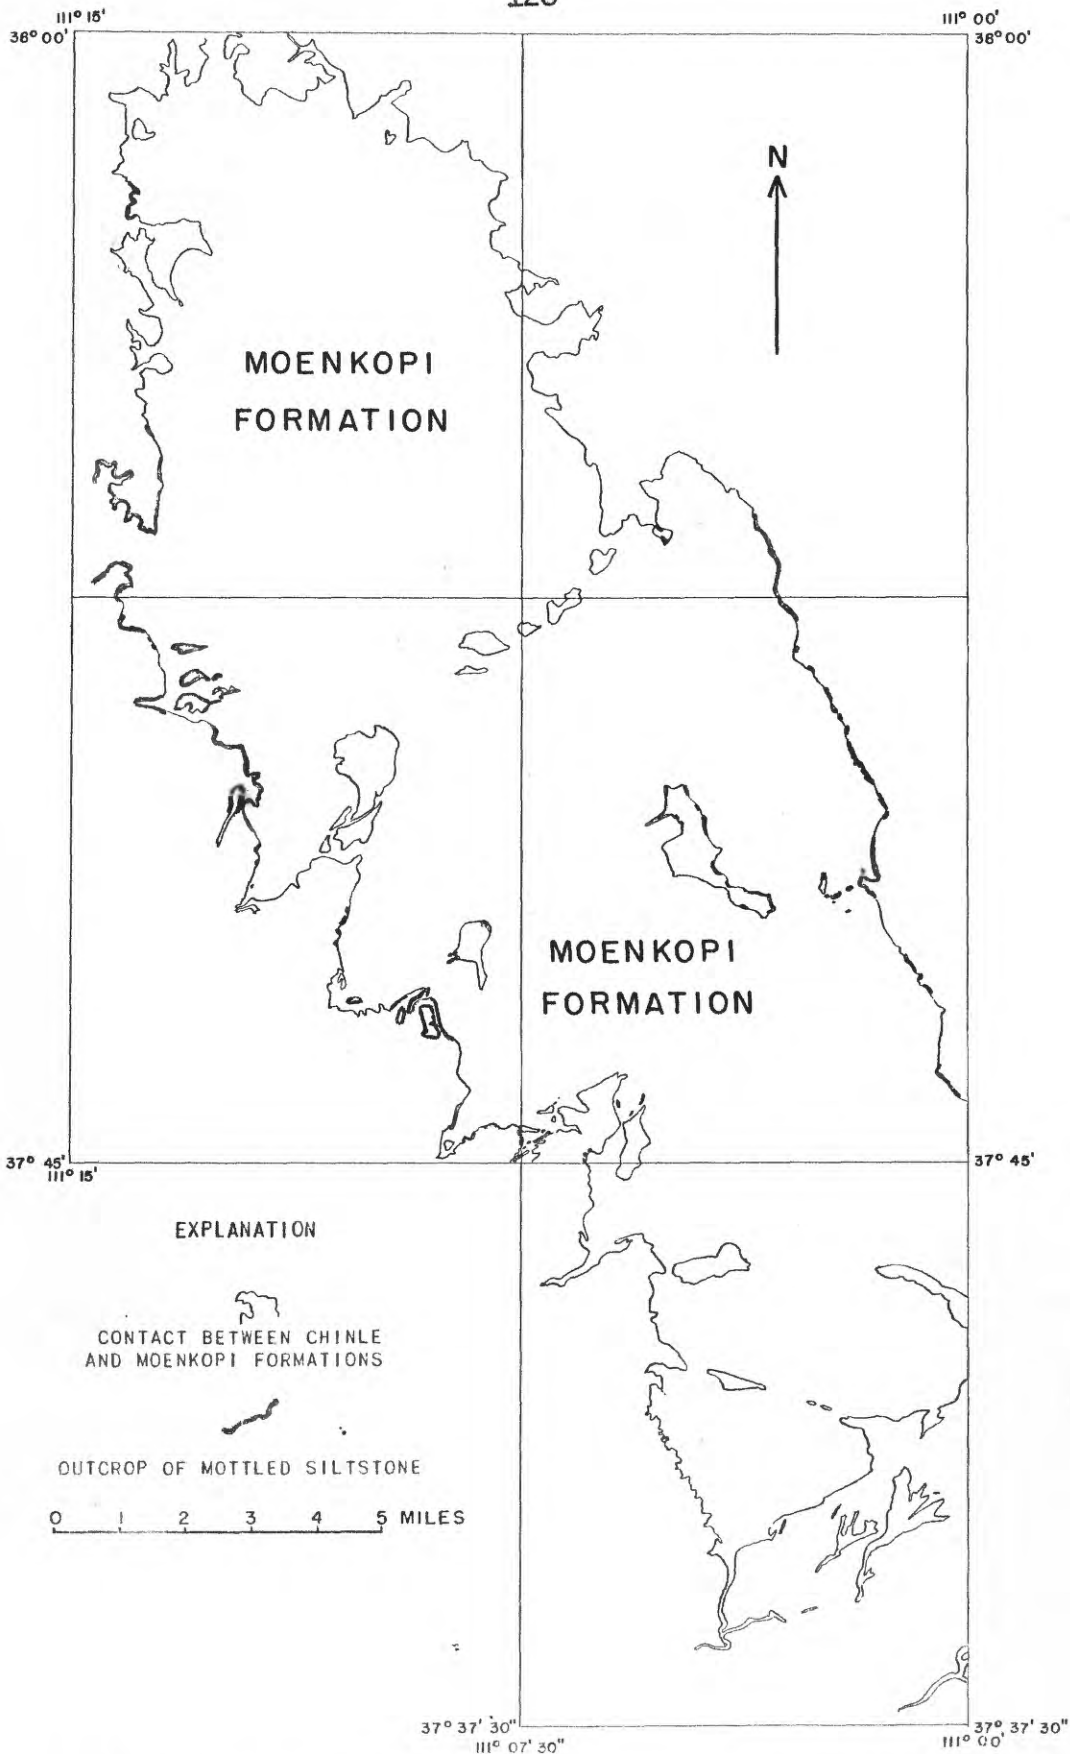 111° 15'
111° 00'
38° 00'
38° 00'
N
MOENKOPI
FORMATION
MOENKOPI
FORMATION
37° 45'
37° 45'
111° 15'
EXPLANATION
CONTACT BETWEEN CHINLE
AND MOENKOPI FORMATIONS
OUTCROP OF MOTTLED SILTSTONE
0 1 2 3 4 5 MILES
37° 37' 30"
37° 37' 30"
111° 07' 30"
111° 00'